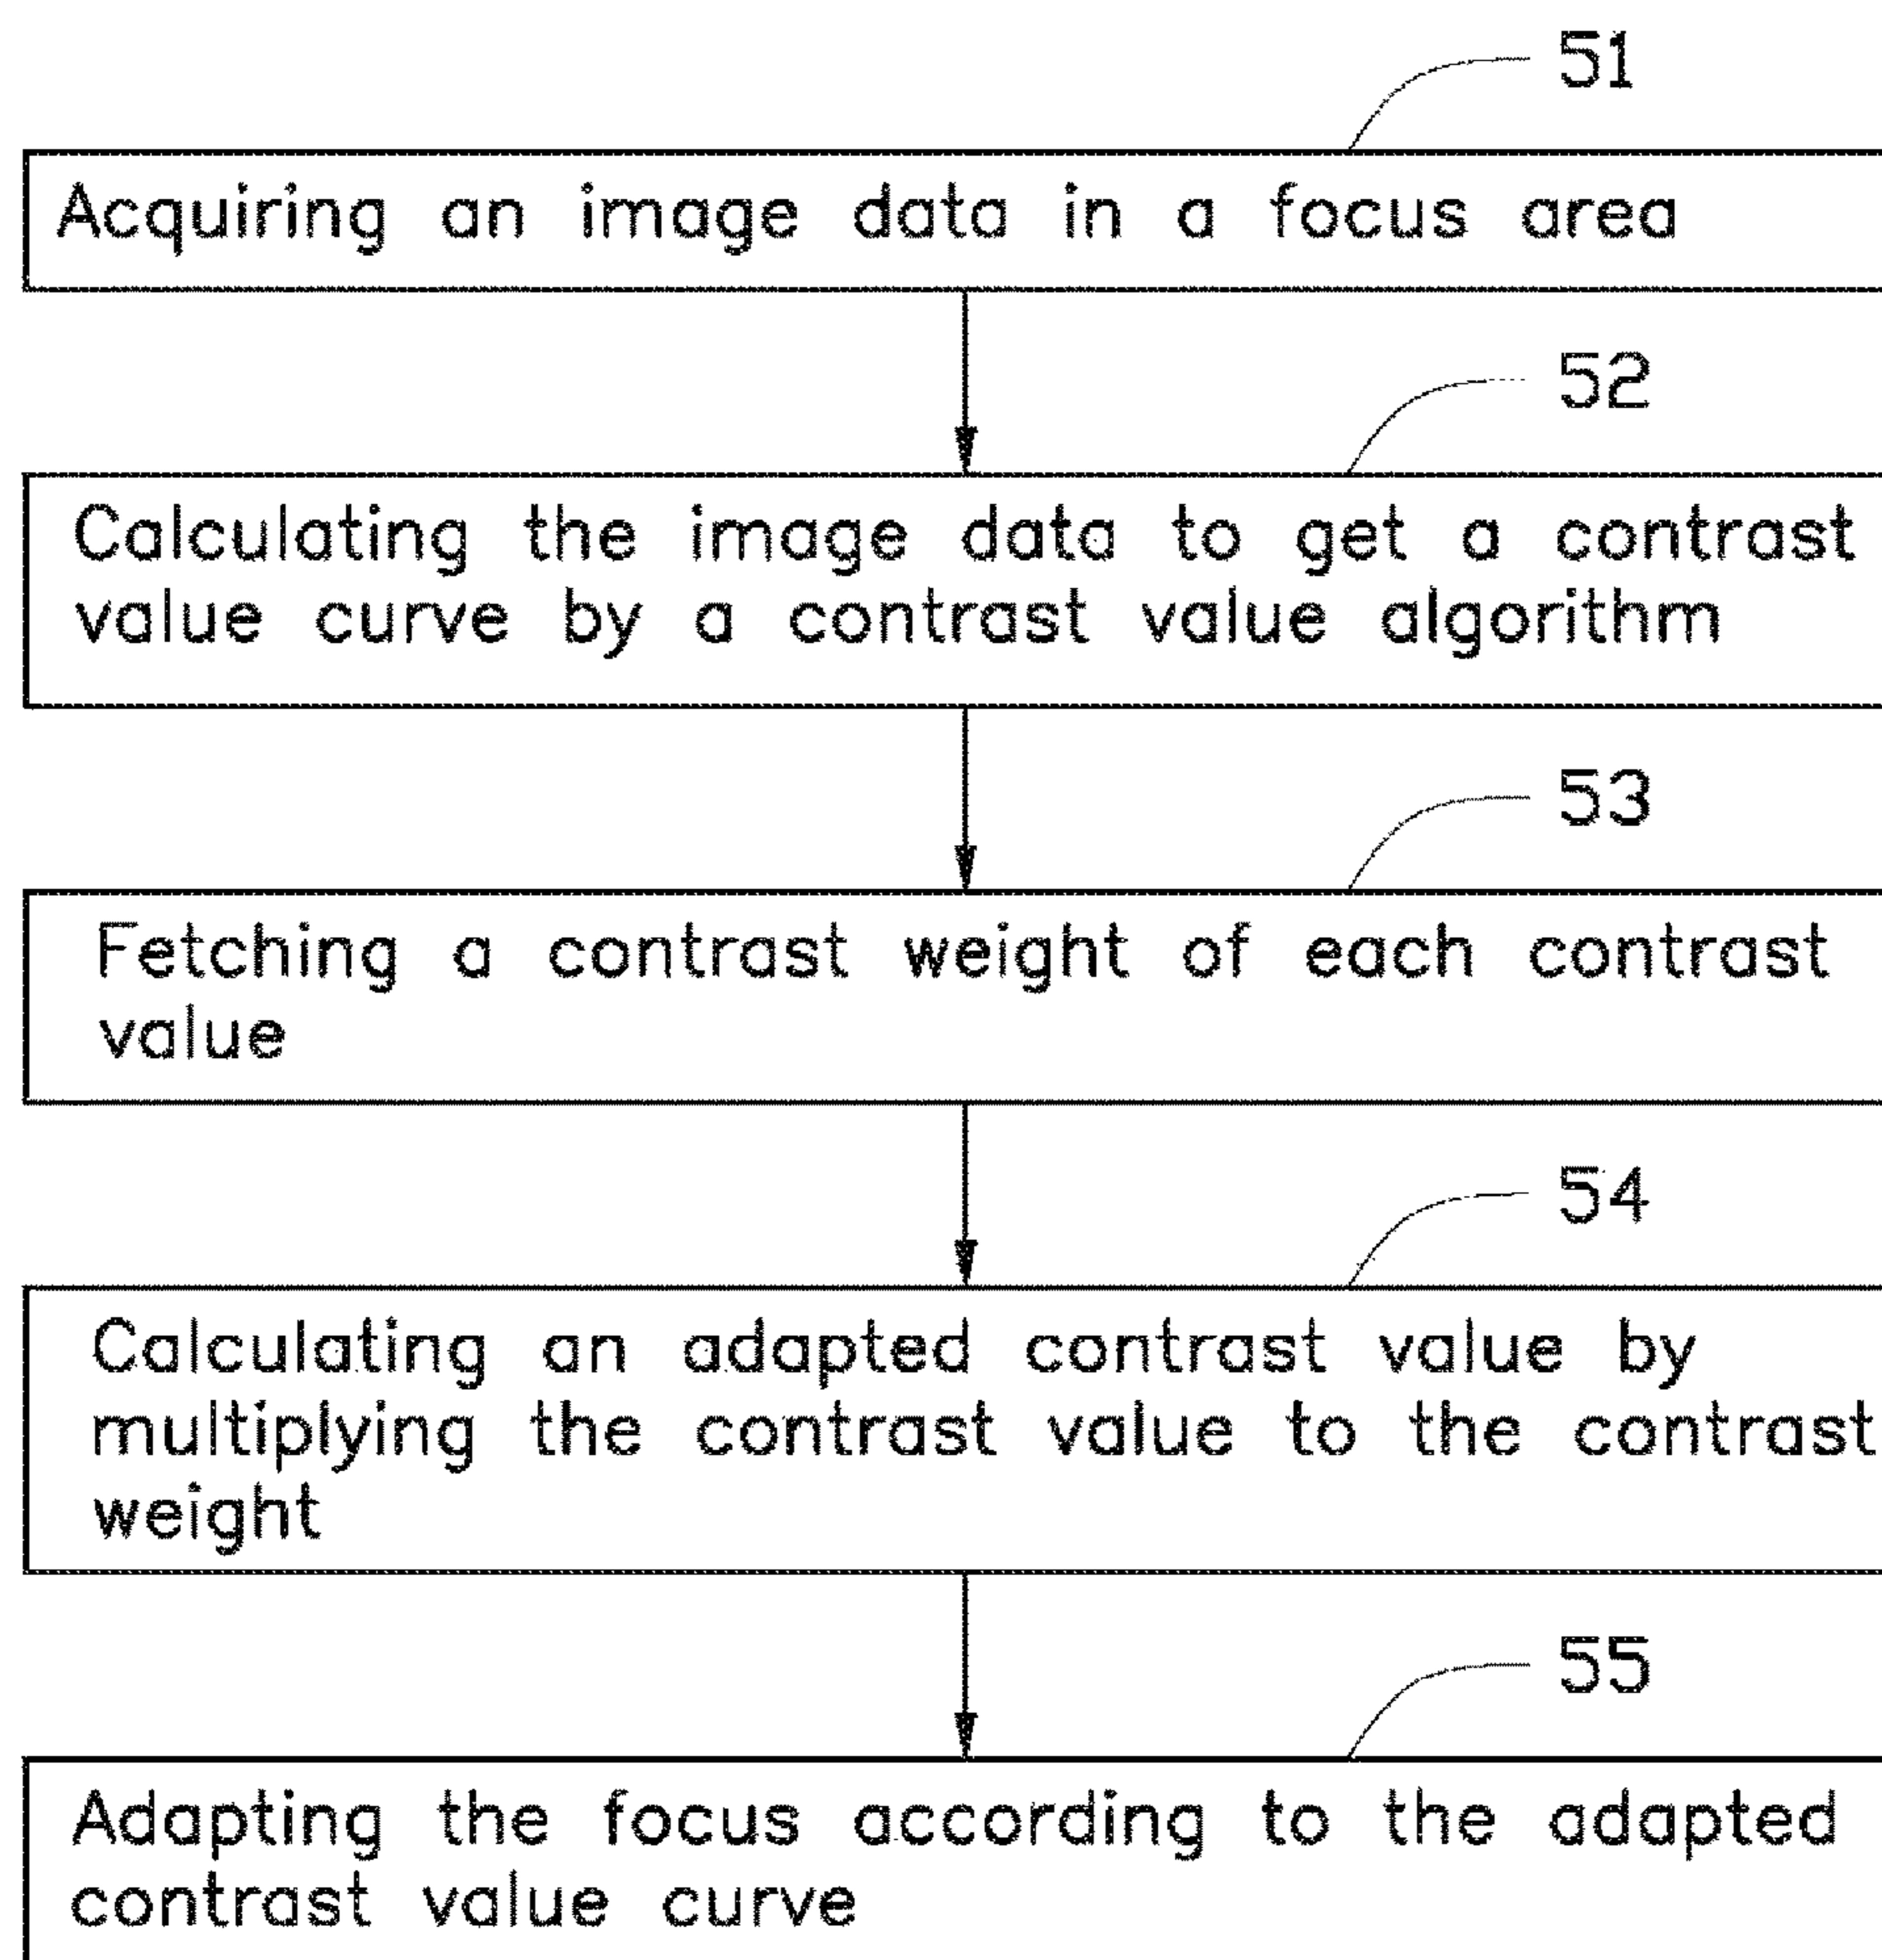 51
Acquiring an image data in a focus area
52
Calculating the image data to get a contrast
value curve by a contrast value algorithm
53
Fetching a contrast weight of each contrast
value
54
Calculating an adapted contrast value by
multiplying the contrast value to the contrast
weight
55
Adapting the focus according to the adapted
contrast value curve